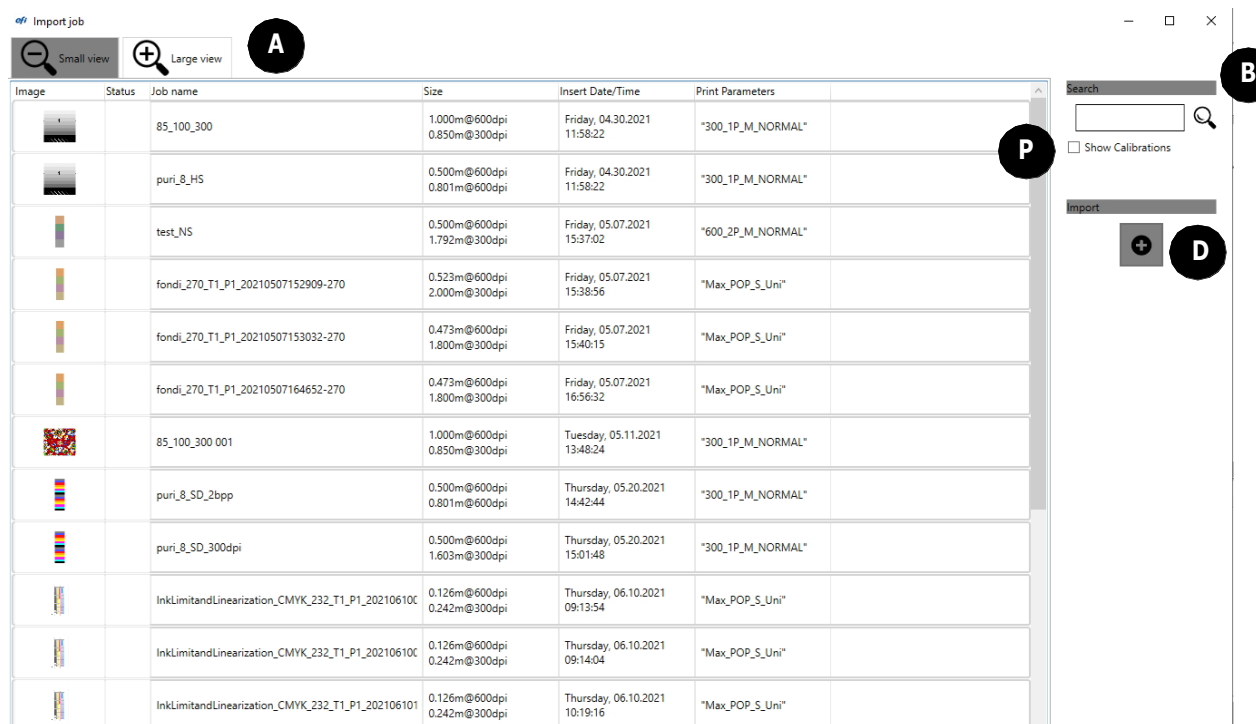 efi Import job
Small view Large view A
B
Image Status Job name Size Insert Date/Time Print Parameters
Search
P
Show Calibrations
Import
D
85_100_300 1.000m@600dpi Friday, 04.30.2021 "300_1P_M_NORMAL"
0.850m@300dpi 11:58:22
puri_8_HS 0.500m@600dpi Friday, 04.30.2021 "300_1P_M_NORMAL"
0.801m@300dpi 11:58:22
test_NS 0.500m@600dpi Friday, 05.07.2021 "600_2P_M_NORMAL"
1.792m@300dpi 15:37:02
fondi_270_T1_P1_20210507152909-270 0.523m@600dpi Friday, 05.07.2021 "Max_POP_S_Uni"
2.000m@300dpi 15:38:56
fondi_270_T1_P1_20210507153032-270 0.473m@600dpi Friday, 05.07.2021 "Max_POP_S_Uni"
1.800m@300dpi 15:40:15
fondi_270_T1_P1_20210507164652-270 0.473m@600dpi Friday, 05.07.2021 "Max_POP_S_Uni"
1.800m@300dpi 16:56:32
85_100_300 001 1.000m@600dpi Tuesday, 05.11.2021 "300_1P_M_NORMAL"
0.850m@300dpi 13:48:24
puri_8_SD_2bpp 0.500m@600dpi Thursday, 05.20.2021 "300_1P_M_NORMAL"
0.801m@300dpi 14:42:44
puri_8_SD_300dpi 0.500m@600dpi Thursday, 05.20.2021 "300_1P_M_NORMAL"
1.603m@300dpi 15:01:48
InkLimitandLinearization_CMYK_232_T1_P1_20210610( 0.126m@600dpi Thursday, 06.10.2021 "Max_POP_S_Uni"
0.242m@300dpi 09:13:54
InkLimitandLinearization_CMYK_232_T1_P1_20210610( 0.126m@600dpi Thursday, 06.10.2021 "Max_POP_S_Uni"
0.242m@300dpi 09:14:04
InkLimitandLinearization_CMYK_232_T1_P1_202106101 0.126m@600dpi Thursday, 06.10.2021 "Max_POP_S_Uni"
0.242m@300dpi 10:19:16